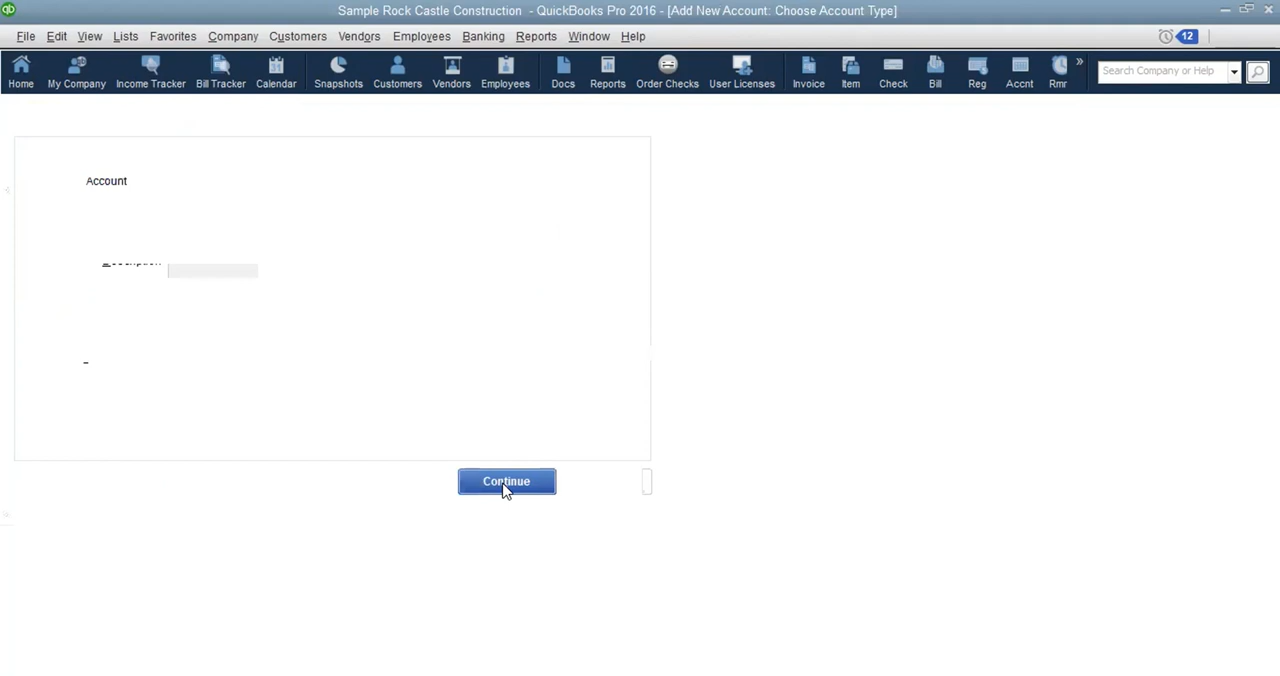 Sample Rock Castle Construction - QuickBooks Pro 2016 - [Add New Account: Choose Account Type]
File Edit View Lists Favorites Company Customers Vendors Employees Banking Reports Window Help 12
Home My Company Income Tracker Bill Tracker Calendar Snapshots Customers Vendors Employees Docs Reports Order Checks User Licenses Invoice Item Check Bill Reg Accnt Rmr » Search Company or Help
Account
Continue